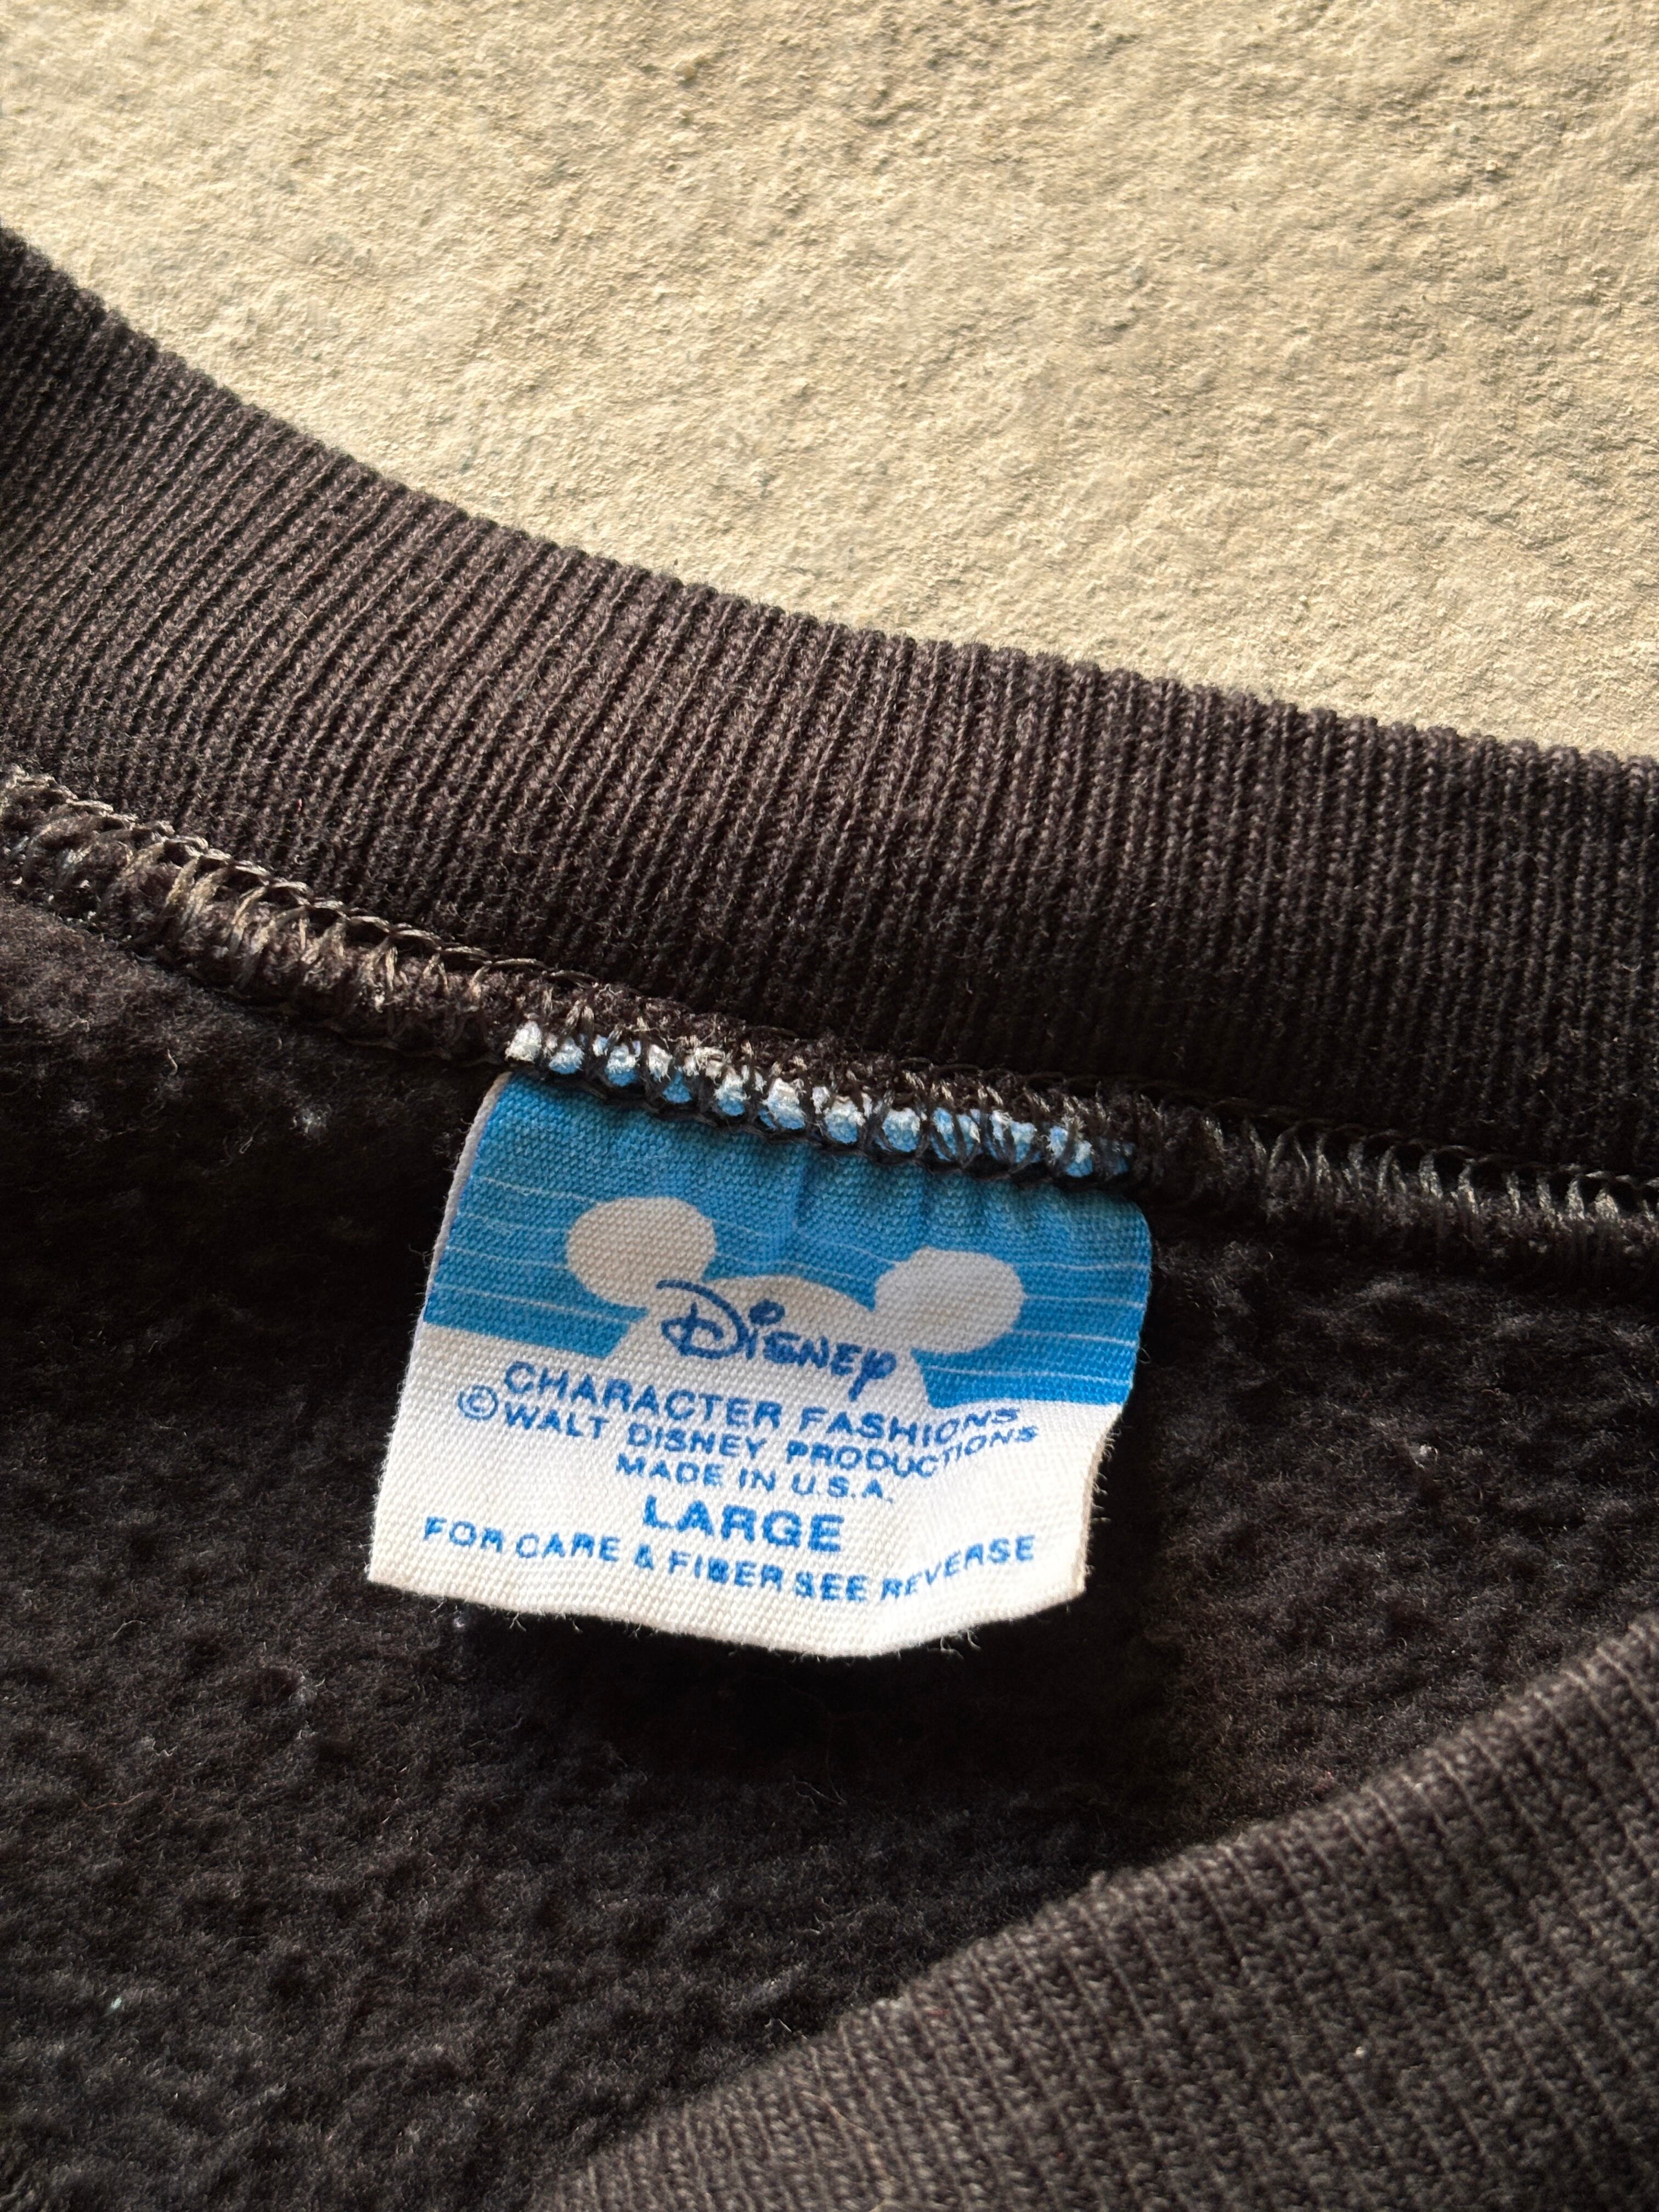 Disney
CHARACTER FASHIONS
©WALT DISNEY PRODUCTIONS
MADE IN U.S.A.
LARGE
FOR CARE & FIBER SEE REVERSE